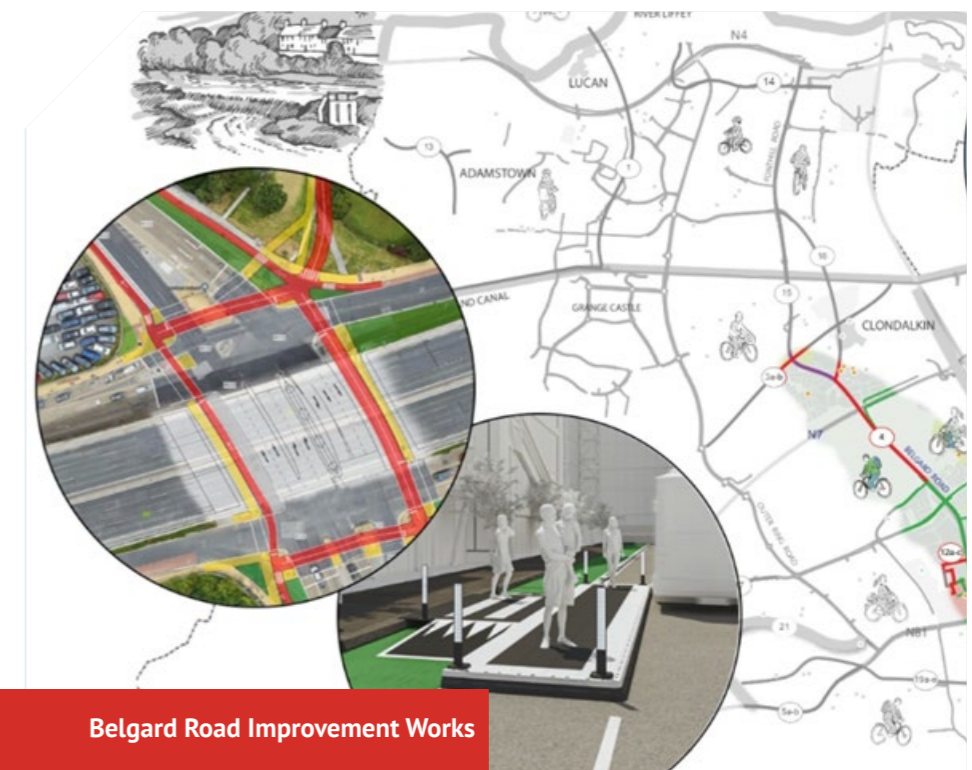 RIVER LIFFEY
N4
LUCAN
14
FONTHILL ROAD
13
1
ADAMSTOWN
16
ND CANAL
15
GRANGE CASTLE
CLONDALKIN
3a-b
N7
4
BELGARD ROAD
OUTER RING ROAD
12a-c
21
N81
19a-e
5a-b
Belgard Road Improvement Works